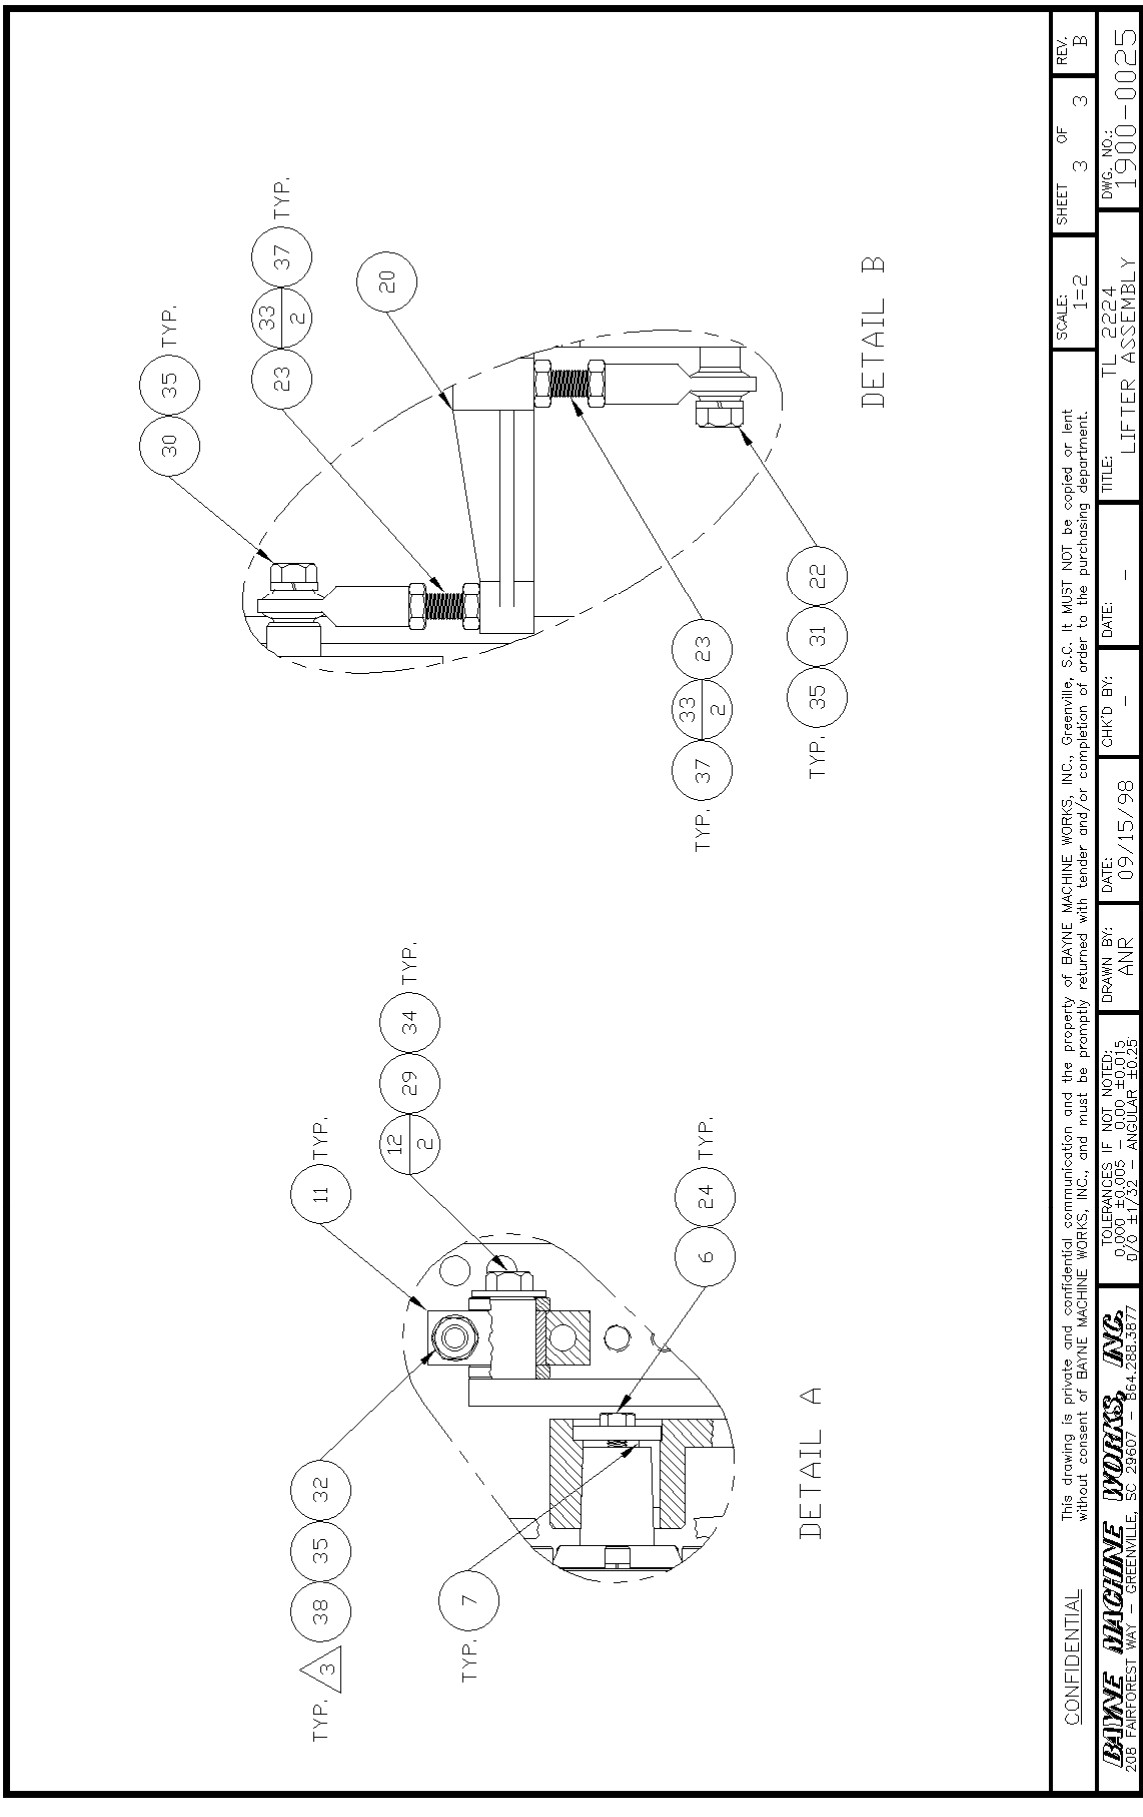 TYP. 3 38 35 32
11 TYP.
12 2 29 34 TYP.
TYP. 7
6 24 TYP.
DETAIL A
30 35 TYP.
23 33 2 37 TYP.
20
TYP. 37 33 2 23
TYP. 35 31 22
DETAIL B
CONFIDENTIAL
This drawing is private and confidential communication and the property of BAYNE MACHINE WORKS, INC., Greenville, S.C. It MUST NOT be copied or lent
without consent of BAYNE MACHINE WORKS, INC., and must be promptly returned with tender and/or completion of order to the purchasing department.
SCALE:
1=2
SHEET 3 OF 3
REV.
B
BAYNE MACHINE WORKS, INC.
208 FAIRFOREST WAY - GREENVILLE, SC 29607 - 864.288.3877
TOLERANCES IF NOT NOTED:
0.000 ±0.005 - 0.00 ±0.015
0/0 ±1/32 - ANGULAR ±0.25
DRAWN BY:
ANR
DATE:
09/15/98
CHK'D BY:
-
DATE:
-
TITLE:
TL 2224
LIFTER ASSEMBLY
DWG. NO.:
1900-0025